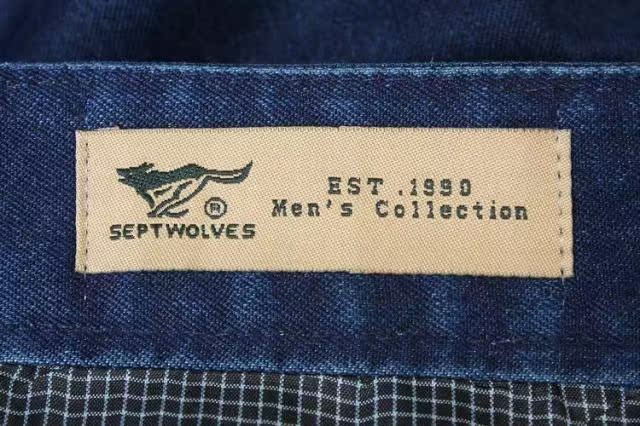 EST.1990
Men's Collection
®
SEPTWOLVES